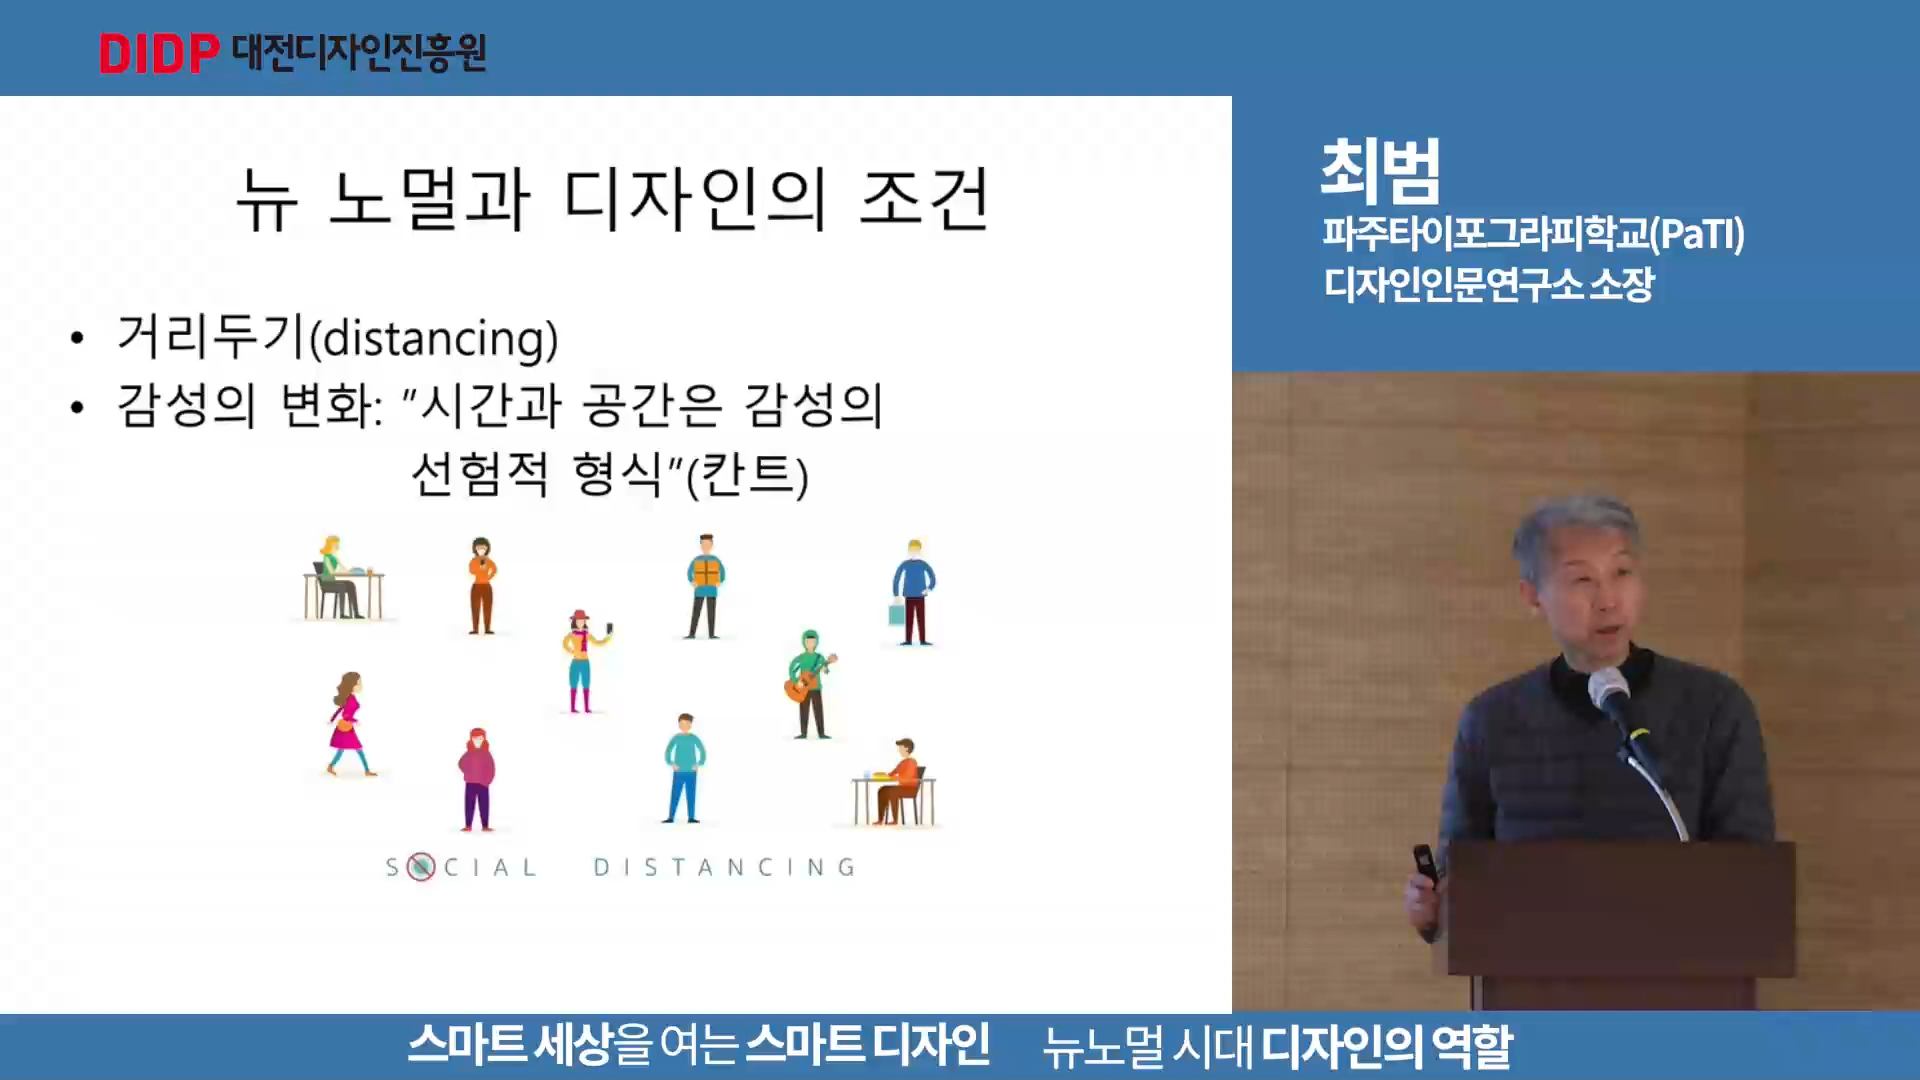 DIDP 대전디자인진흥원
뉴 노멀과 디자인의 조건
• 거리두기(distancing)
• 감성의 변화: "시간과 공간은 감성의
선험적 형식"(칸트)
SOCIAL DISTANCING
최범
파주타이포그라피학교(PaTI)
디자인인문연구소 소장
스마트 세상을 여는 스마트 디자인 뉴노멀 시대 디자인의 역할